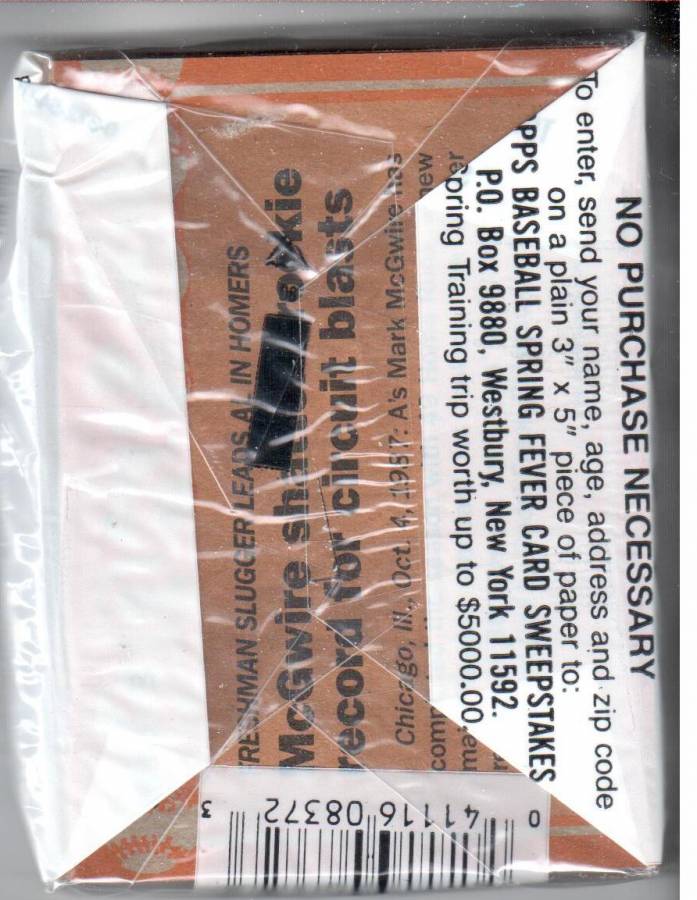 NO PURCHASE NECESSARY
To enter, send your name, age, address and zip code
on a plain 3" x 5" piece of paper to:
PPS BASEBALL SPRING FEVER CARD SWEEPSTAKES
P.O. Box 9880, Westbury, New York 11592.
Spring Training trip worth up to $5000.00
FRESHMAN SLUGGER LEADS AL IN HOMERS
McGwire rookie
record for circuit blasts
Chicago, Ill., Oct. 4, 1987: A's Mark McGwire has
new
0 41116 08372 3